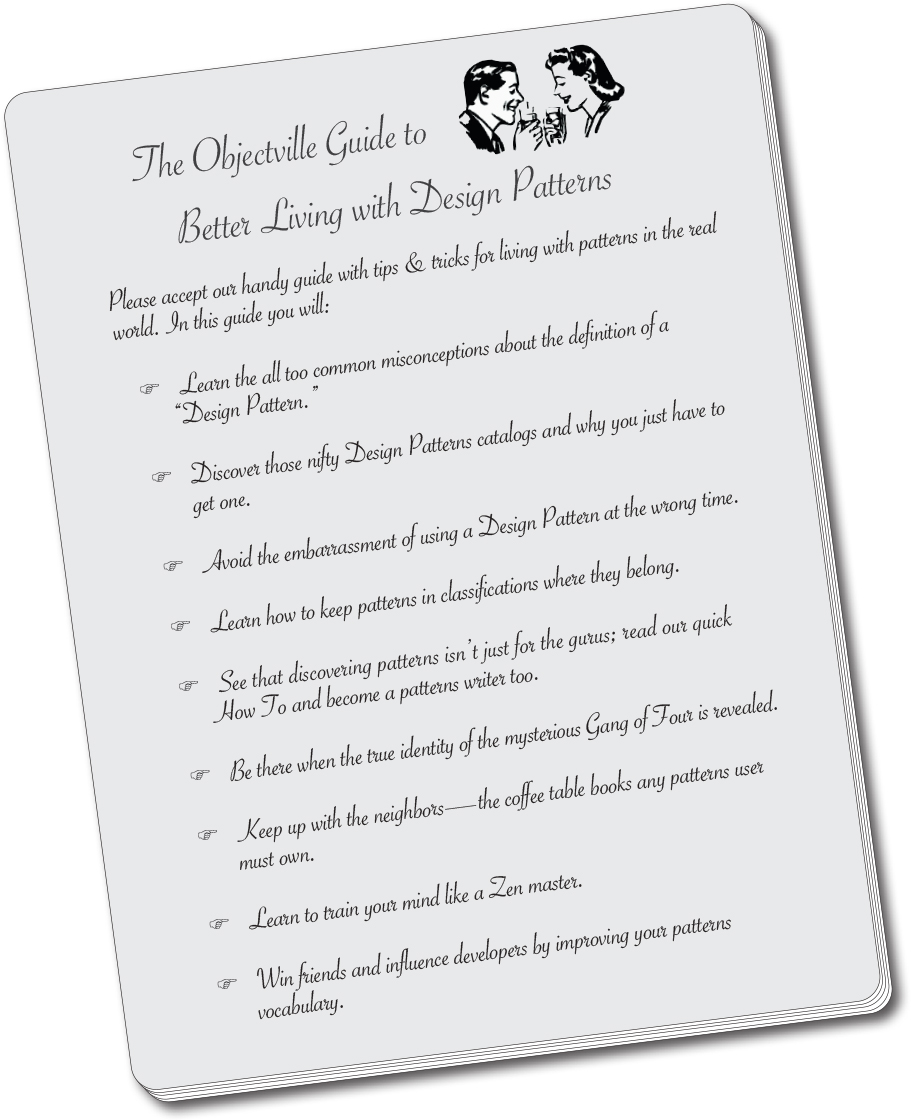 The Objectville Guide to
Better Living with Design Patterns
Please accept our handy guide with tips & tricks for living with patterns in the real
world. In this guide you will:
☞ Learn the all too common misconceptions about the definition of a
“Design Pattern.”
☞ Discover those nifty Design Patterns catalogs and why you just have to
get one.
☞ Avoid the embarrassment of using a Design Pattern at the wrong time.
☞ Learn how to keep patterns in classifications where they belong.
☞ See that discovering patterns isn’t just for the gurus; read our quick
How To and become a patterns writer too.
☞ Be there when the true identity of the mysterious Gang of Four is revealed.
☞ Keep up with the neighbors—the coffee table books any patterns user
must own.
☞ Learn to train your mind like a Zen master.
☞ Win friends and influence developers by improving your patterns
vocabulary.